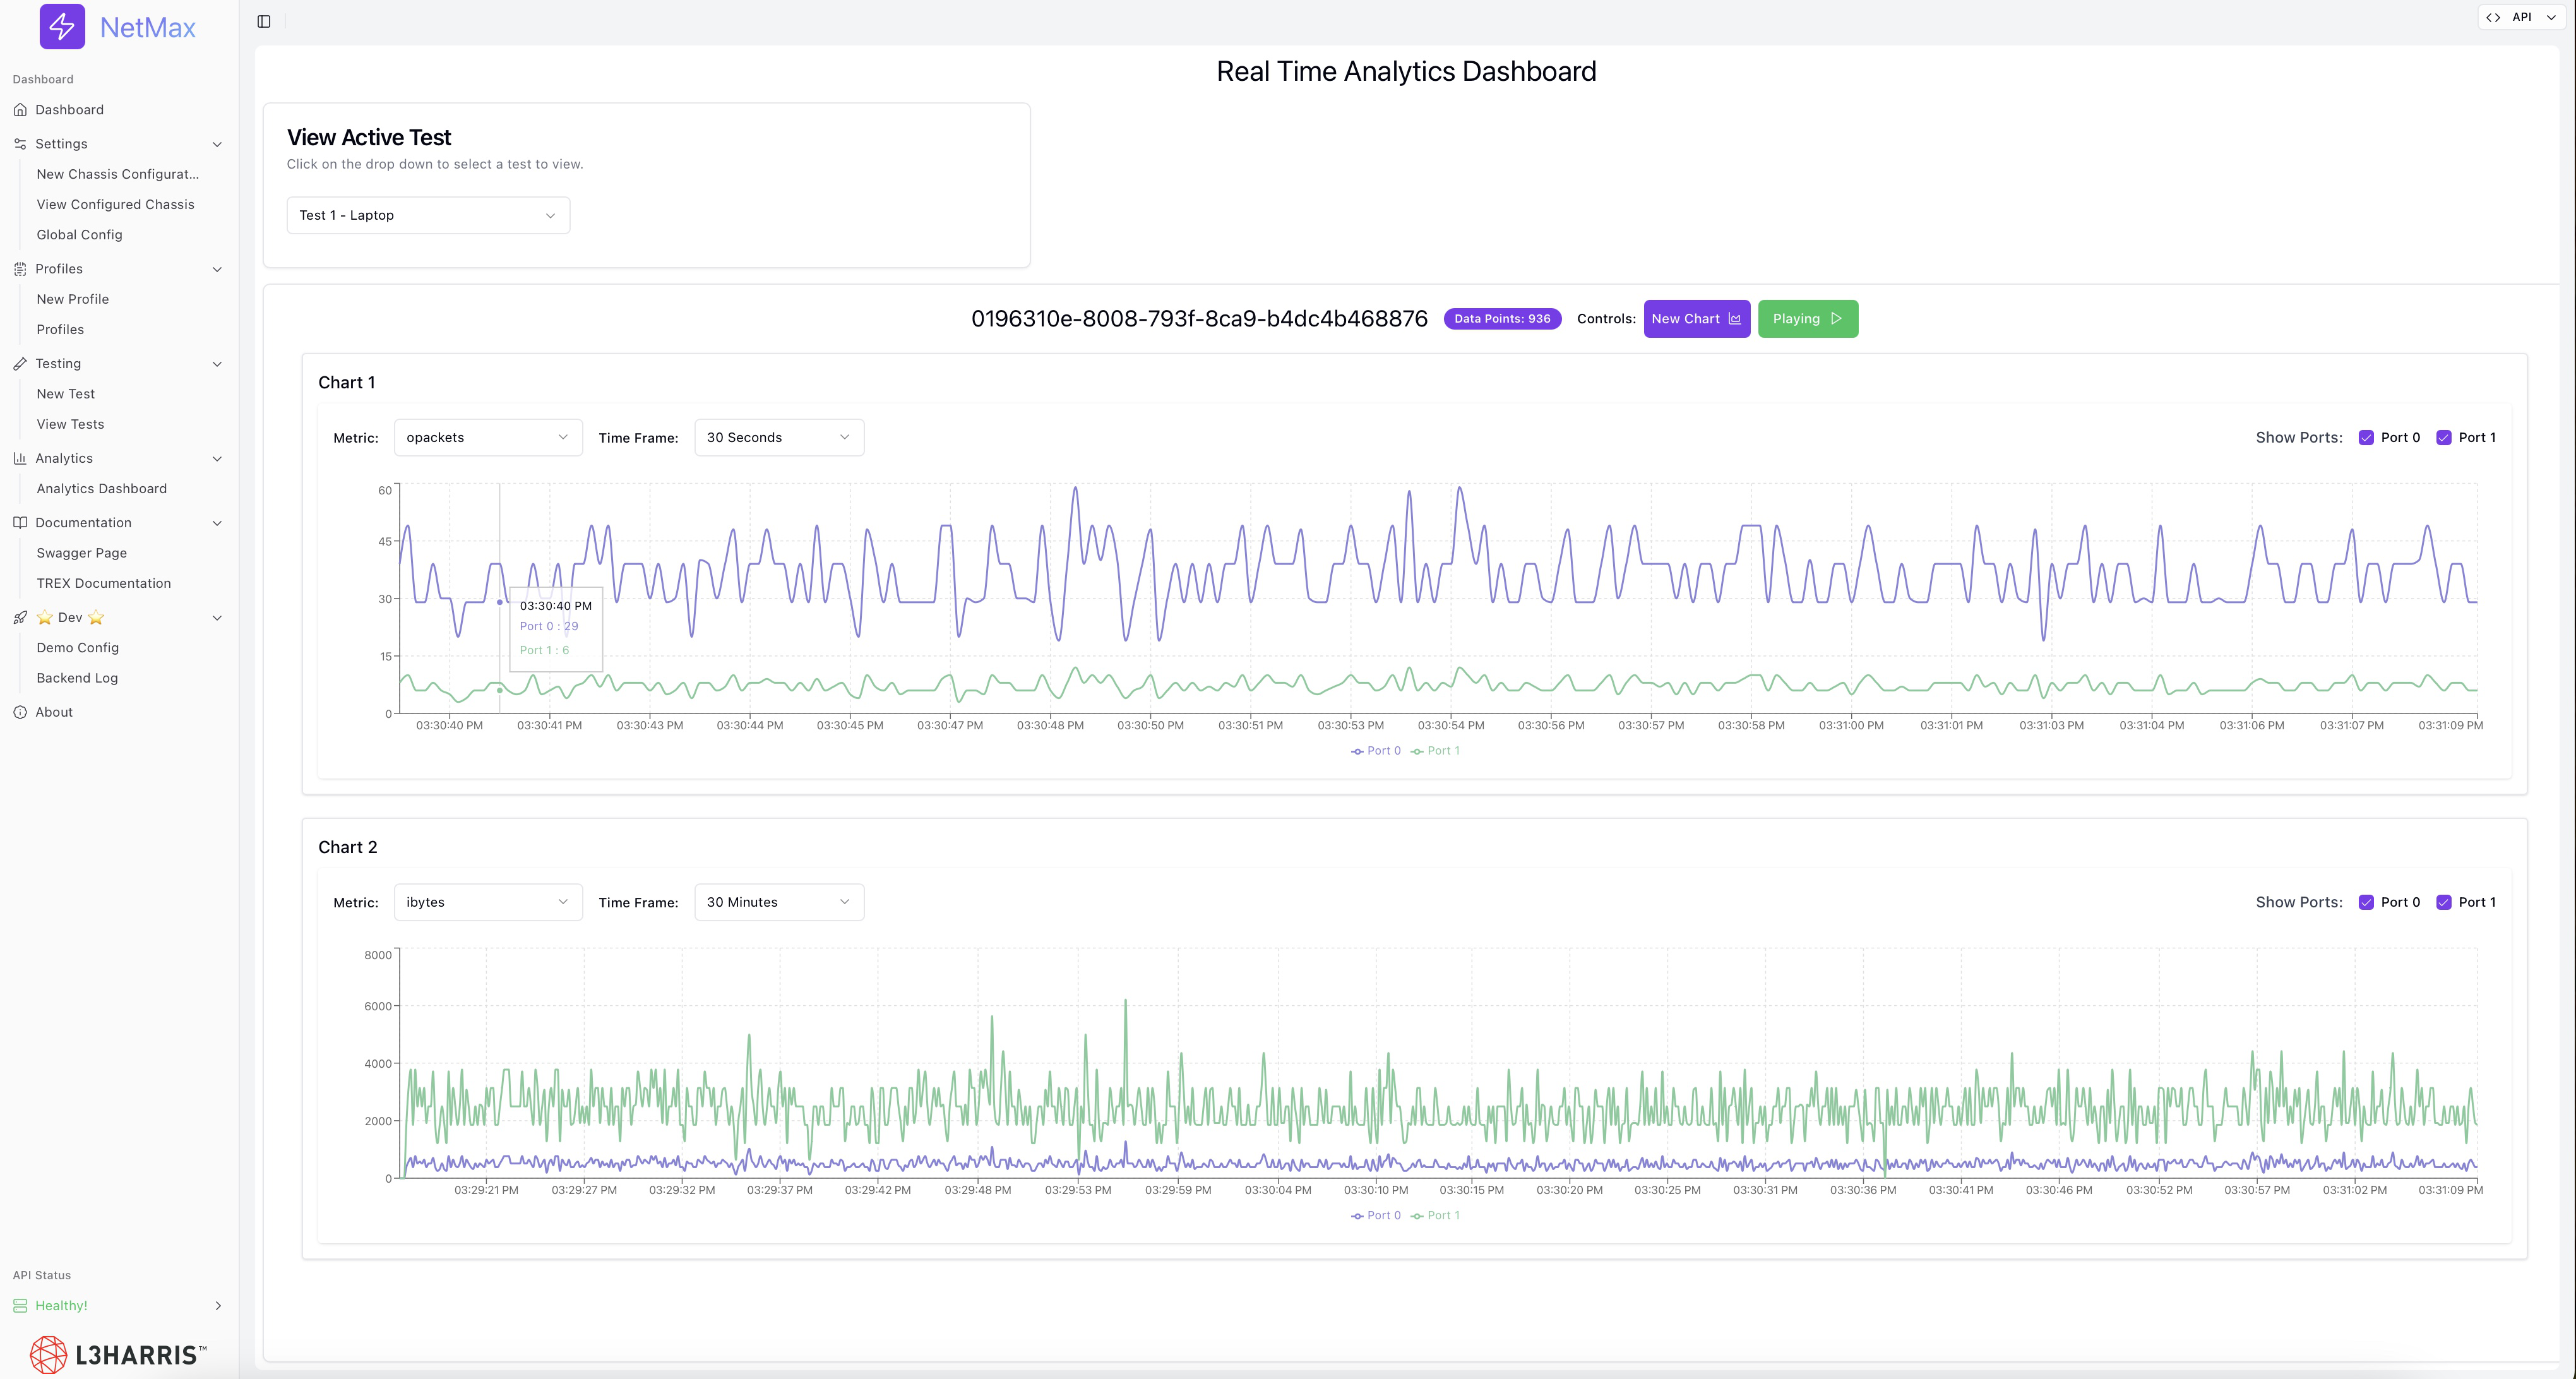 NetMax
Dashboard
Dashboard
Settings
New Chassis Configurat...
View Configured Chassis
Global Config
Profiles
New Profile
Profiles
Testing
New Test
View Tests
Analytics
Analytics Dashboard
Documentation
Swagger Page
TREX Documentation
⭐ Dev ⭐
Demo Config
Backend Log
About
API Status
Healthy!
L3HARRIS™
API
Real Time Analytics Dashboard
View Active Test
Click on the drop down to select a test to view.
Test 1 - Laptop
0196310e-8008-793f-8ca9-b4dc4b468876 Data Points: 936 Controls: New Chart Playing
Chart 1
Metric: opackets Time Frame: 30 Seconds Show Ports: Port 0 Port 1
60
45
30
15
0
03:30:40 PM
Port 0 : 29
Port 1 : 6
03:30:40 PM 03:30:41 PM 03:30:43 PM 03:30:44 PM 03:30:45 PM 03:30:47 PM 03:30:48 PM 03:30:50 PM 03:30:51 PM 03:30:53 PM 03:30:54 PM 03:30:56 PM 03:30:57 PM 03:30:58 PM 03:31:00 PM 03:31:01 PM 03:31:03 PM 03:31:04 PM 03:31:06 PM 03:31:07 PM 03:31:09 PM
Port 0 Port 1
Chart 2
Metric: ibytes Time Frame: 30 Minutes Show Ports: Port 0 Port 1
8000
6000
4000
2000
0
03:29:21 PM 03:29:27 PM 03:29:32 PM 03:29:37 PM 03:29:42 PM 03:29:48 PM 03:29:53 PM 03:29:59 PM 03:30:04 PM 03:30:10 PM 03:30:15 PM 03:30:20 PM 03:30:25 PM 03:30:31 PM 03:30:36 PM 03:30:41 PM 03:30:46 PM 03:30:52 PM 03:30:57 PM 03:31:02 PM 03:31:09 PM
Port 0 Port 1